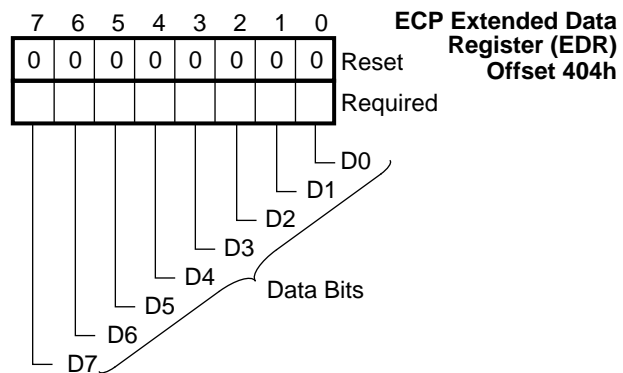 7 6 5 4 3 2 1 0
ECP Extended Data
Register (EDR)
Offset 404h
0 0 0 0 0 0 0 0 Reset
Required
D0
D1
D2
D3
D4
Data Bits
D5
D6
D7